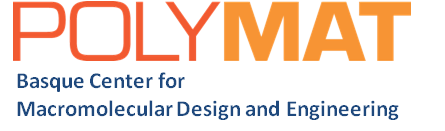 POLYMAT
Basque Center for
Macromolecular Design and Engineering